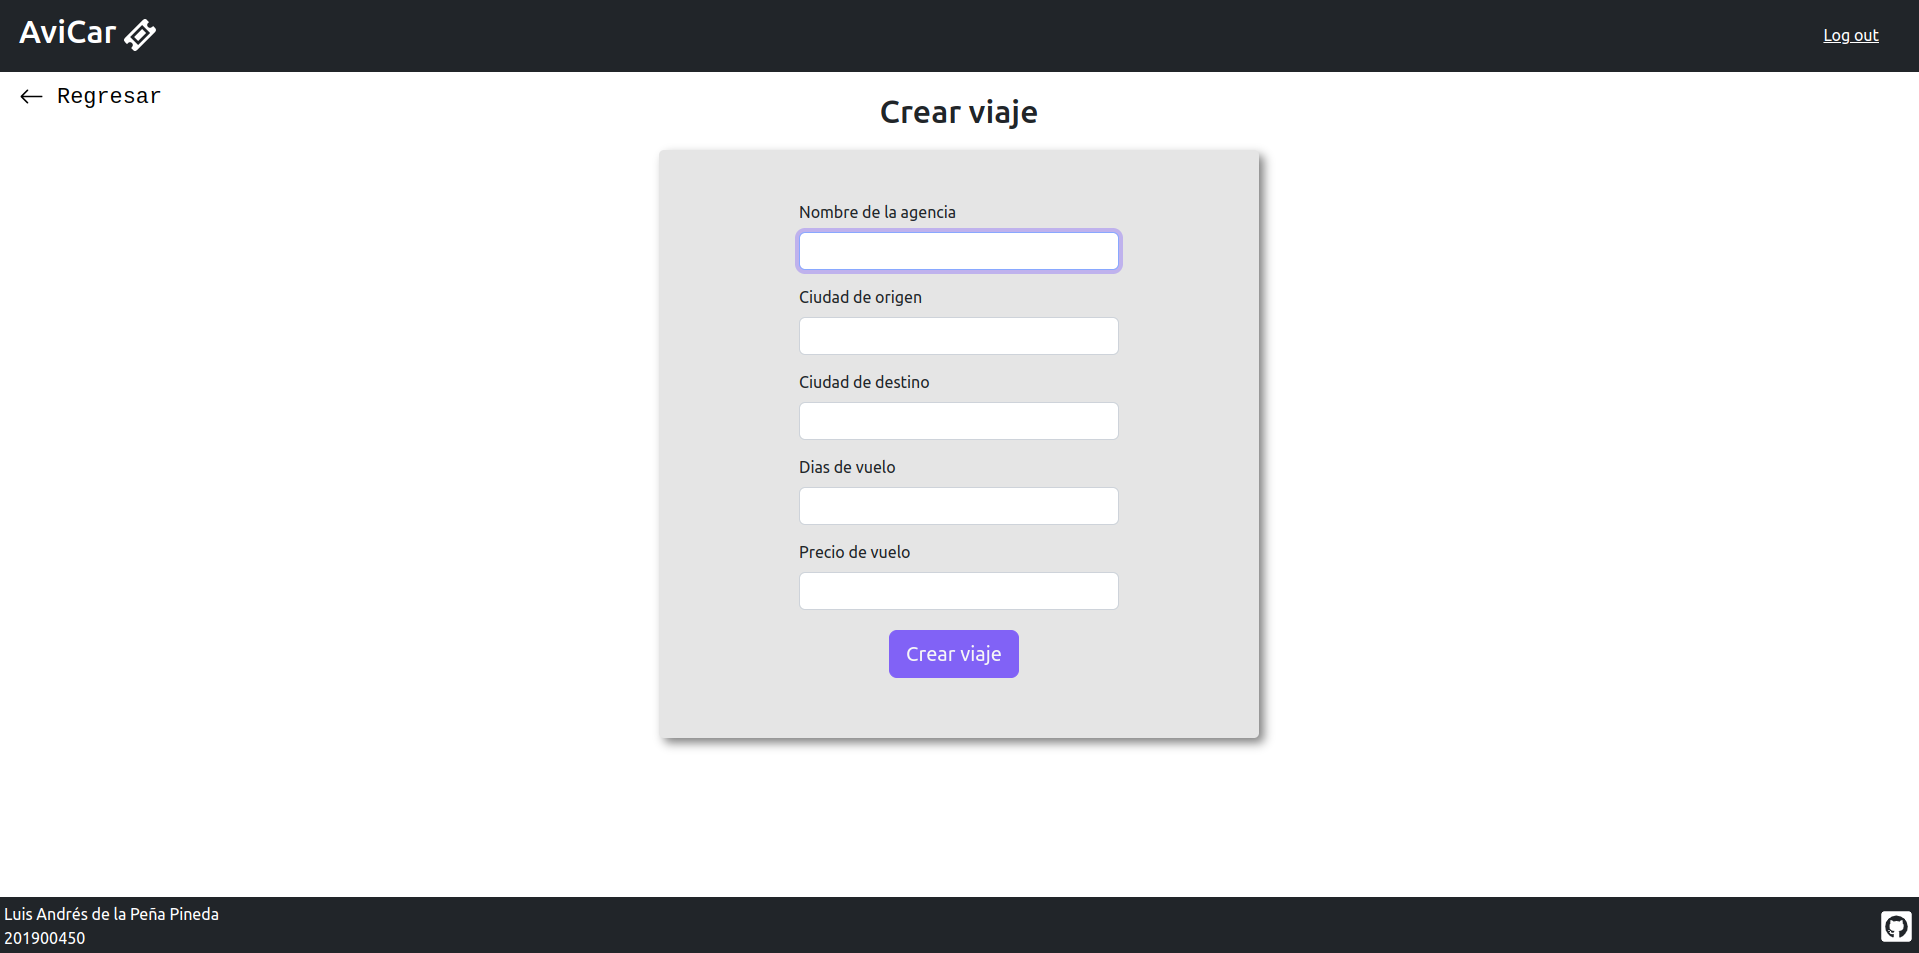 AviCar
Log out
Regresar
Crear viaje
Nombre de la agencia
Ciudad de origen
Ciudad de destino
Dias de vuelo
Precio de vuelo
Crear viaje
Luis Andrés de la Peña Pineda
201900450